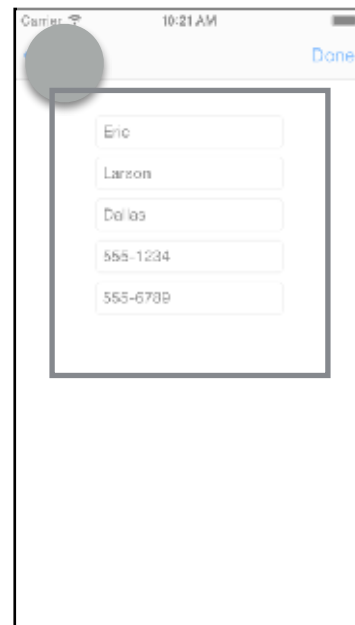 Carrier 10:21 AM
Done
Eric
Larson
Dallas
555-1234
555-6789